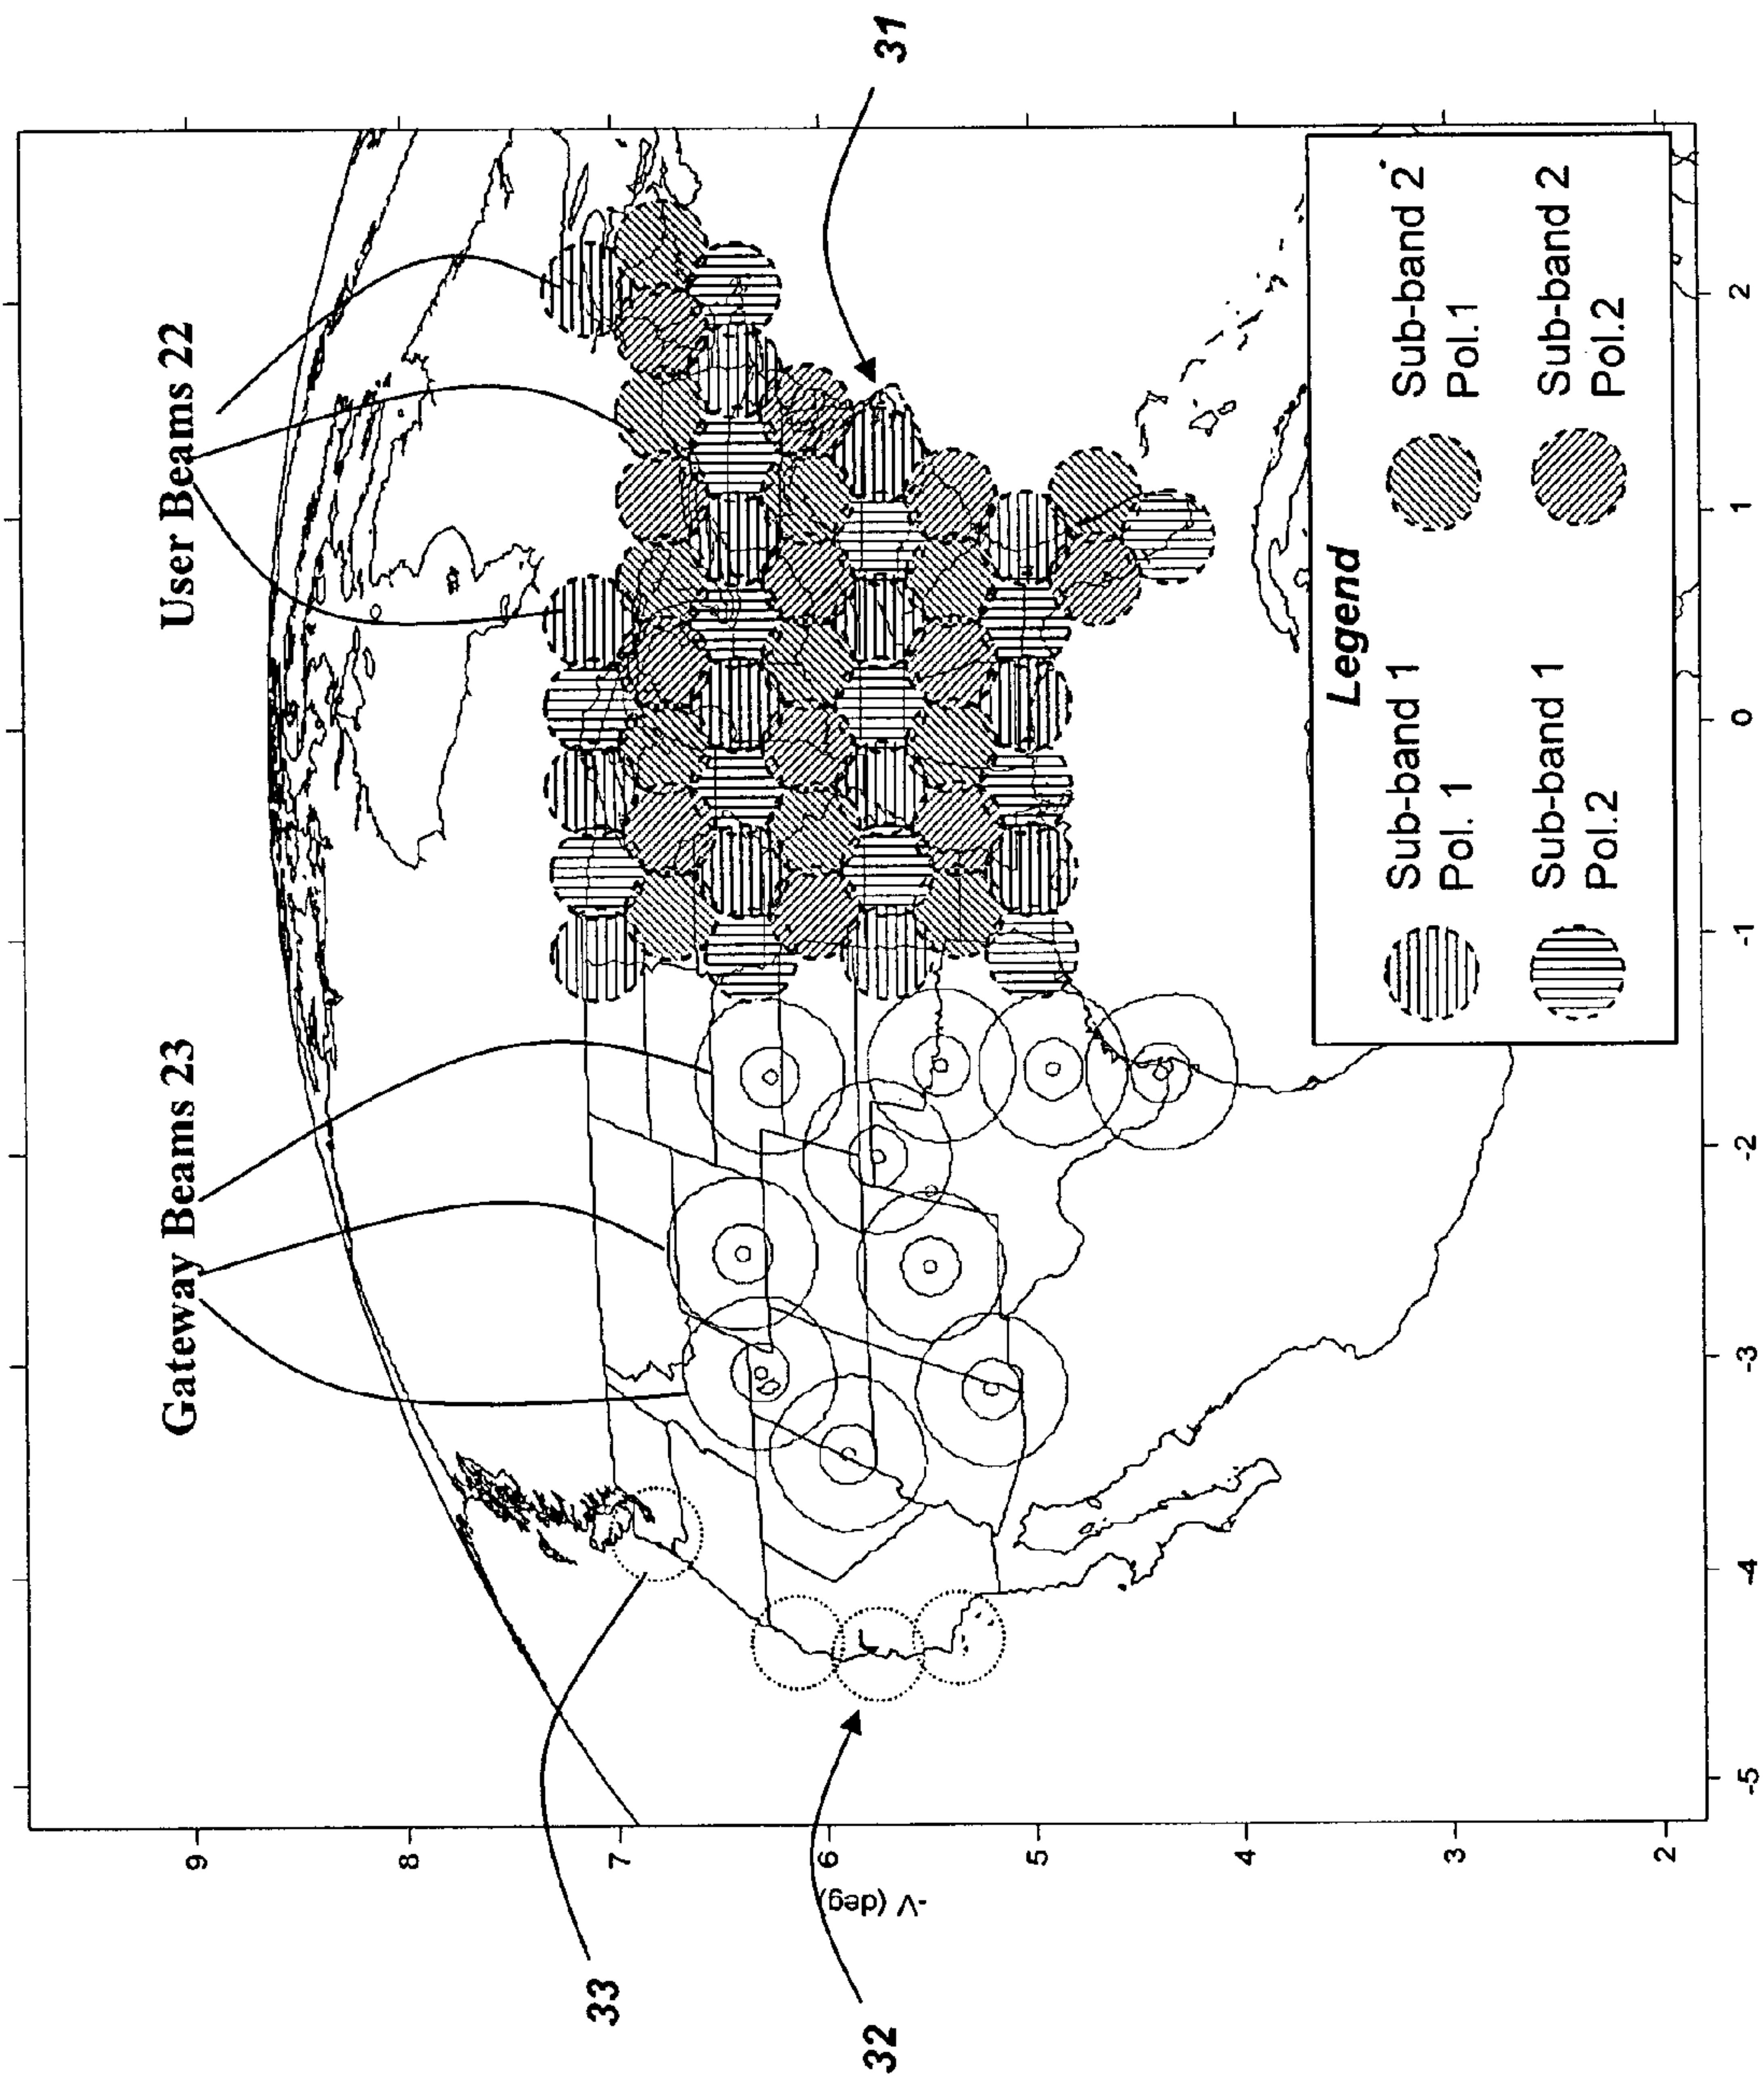 Gateway Beams 23
User Beams 22
33
32
31
9
8
7
6
5
4
3
2
-V (deg)
-5
-4
-3
-2
-1
0
1
2
Legend
Sub-band 1
Pol. 1
Sub-band 2
Pol.1
Sub-band 1
Pol.2
Sub-band 2
Pol.2